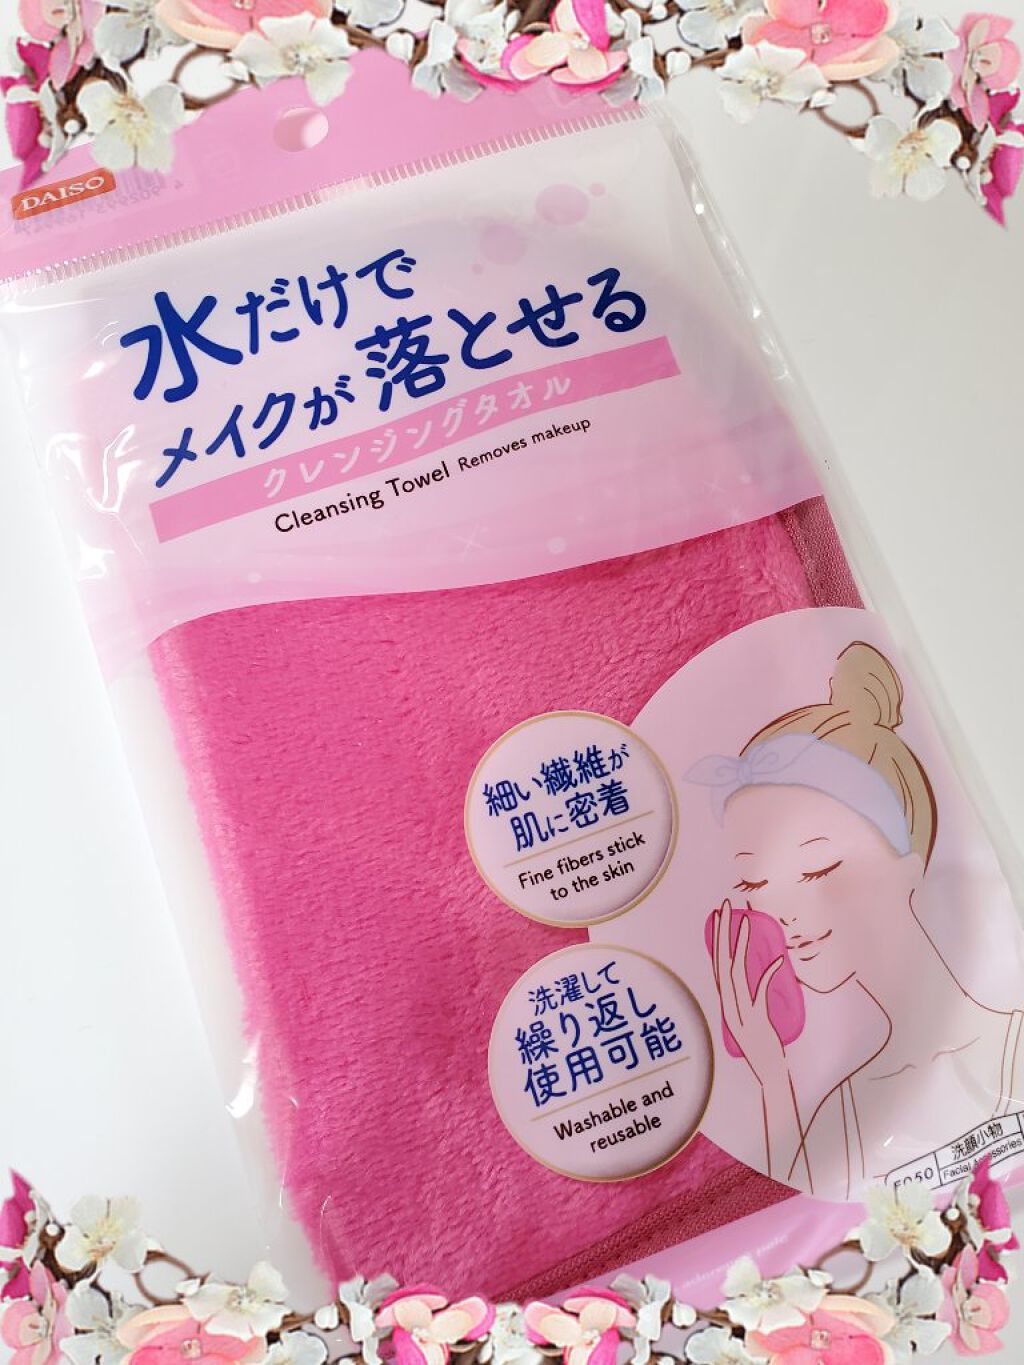 DAISO
水だけで
メイクが落とせる
クレンジングタオル
Cleansing Towel Removes makeup
細い繊維が
肌に密着
Fine fibers stick
to the skin
洗濯して
繰り返し
使用可能
Washable and
reusable
洗顔小物
Facial Accessories